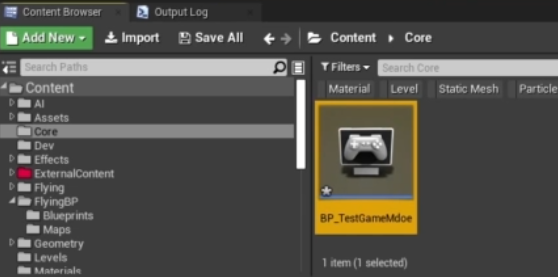 Content Browser Output Log
Add New Import Save All Content Core
Search Paths
Content
AI
Assets
Core
Dev
Effects
ExternalContent
Flying
FlyingBP
Blueprints
Maps
Geometry
Levels
Materials
Filters Search Core
Material Level Static Mesh Particle
BP_TestGameMdoe
1 item (1 selected)